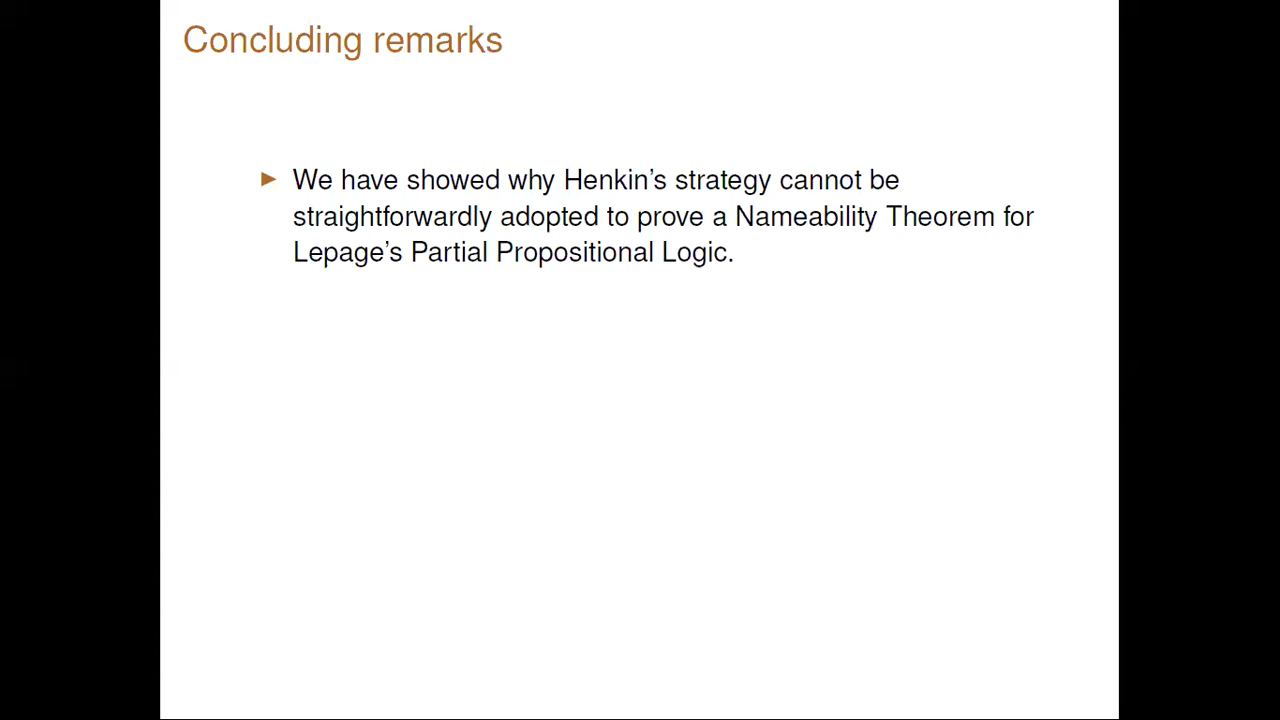 Concluding remarks
We have showed why Henkin's strategy cannot be
straightforwardly adopted to prove a Nameability Theorem for
Lepage's Partial Propositional Logic.